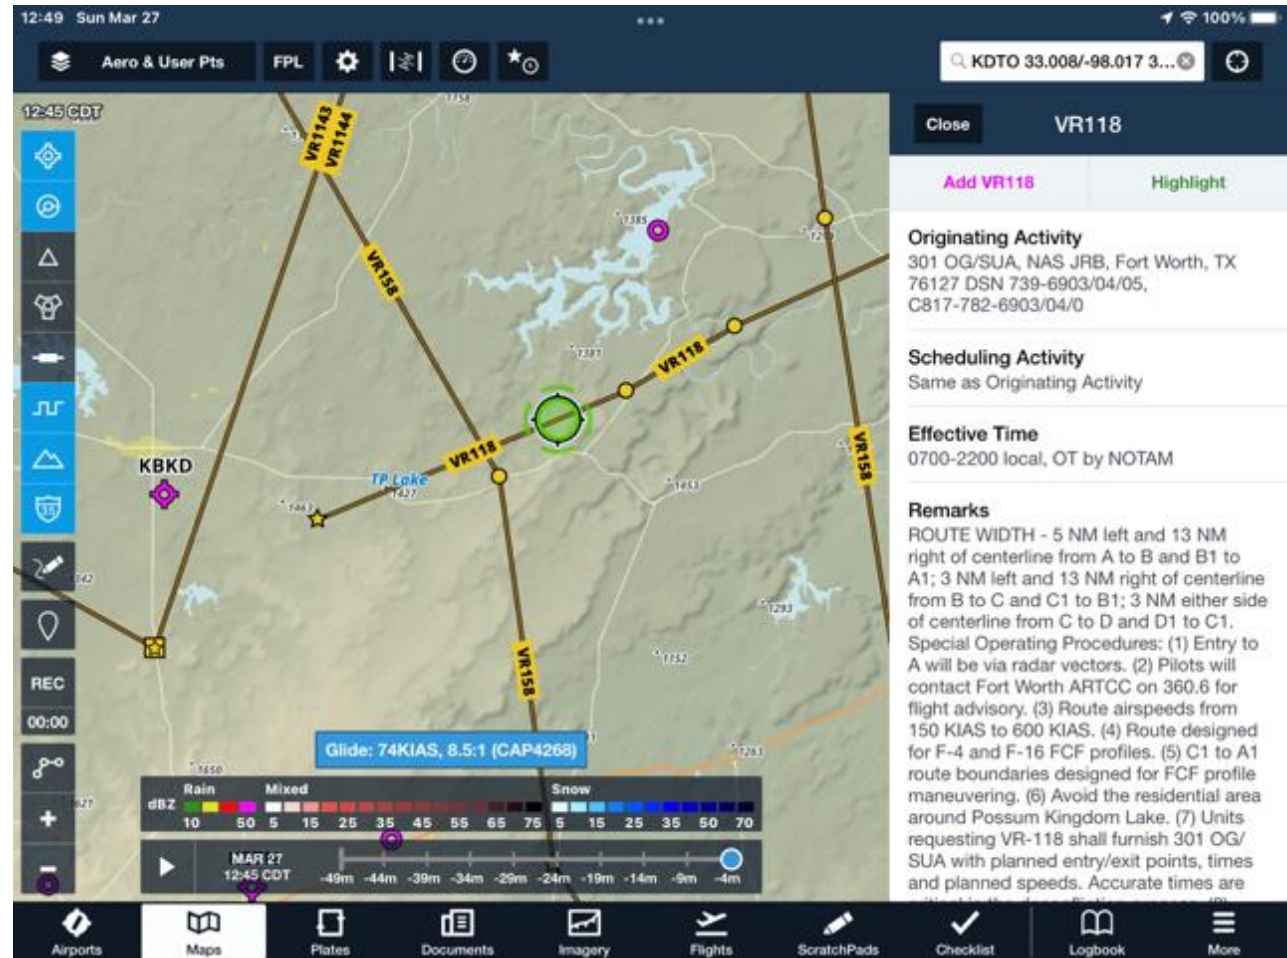 12:49 Sun Mar 27
100%
Aero & User Pts
FPL
KDTO 33.008/-98.017 3...
12:45 CDT
Close
VR118
Add VR118
Highlight
Originating Activity
301 OG/SUA, NAS JRB, Fort Worth, TX
76127 DSN 739-6903/04/05,
C817-782-6903/04/0
Scheduling Activity
Same as Originating Activity
Effective Time
0700-2200 local, OT by NOTAM
Remarks
ROUTE WIDTH - 5 NM left and 13 NM
right of centerline from A to B and B1 to
A1; 3 NM left and 13 NM right of centerline
from B to C and C1 to B1; 3 NM either side
of centerline from C to D and D1 to C1.
Special Operating Procedures: (1) Entry to
A will be via radar vectors. (2) Pilots will
contact Fort Worth ARTCC on 360.6 for
flight advisory. (3) Route airspeeds from
150 KIAS to 600 KIAS. (4) Route designed
for F-4 and F-16 FCF profiles. (5) C1 to A1
route boundaries designed for FCF profile
maneuvering. (6) Avoid the residential area
around Possum Kingdom Lake. (7) Units
requesting VR-118 shall furnish 301 OG/
SUA with planned entry/exit points, times
and planned speeds. Accurate times are
1158
VR1143
VR1144
1385
VR158
1381
VR118
VR118
VR158
KBKD
TP Lake
1427
1463
1453
1293
1152
VR158
1263
1650
REC
00:00
Glide: 74KIAS, 8.5:1 (CAP4268)
Rain Mixed Snow
dBZ
10 50 5 15 25 35 45 55 65 75 5 15 25 35 50 70
MAR 27
12:45 CDT
-49m -44m -39m -34m -29m -24m -19m -14m -9m -4m
Airports
Maps
Plates
Documents
Imagery
Flights
ScratchPads
Checklist
Logbook
More